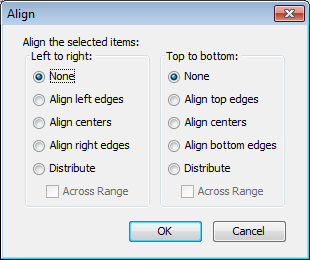 Align
Align the selected items:
Left to right:
None
Align left edges
Align centers
Align right edges
Distribute
Across Range
Top to bottom:
None
Align top edges
Align centers
Align bottom edges
Distribute
Across Range
OK
Cancel